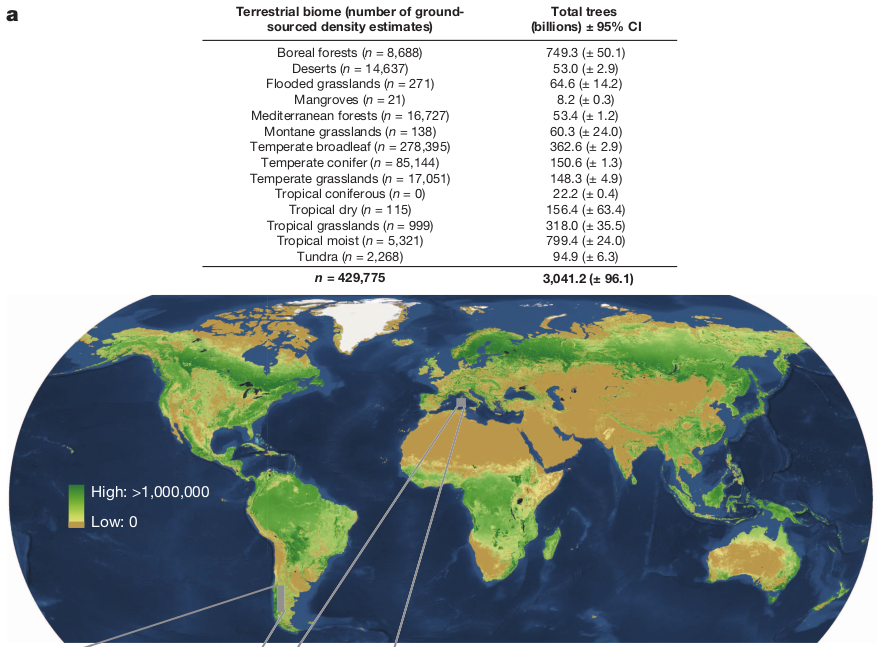 a
Terrestrial biome (number of ground-sourced density estimates) Total trees (billions) ± 95% CI
Boreal forests (n = 8,688) 749.3 (± 50.1)
Deserts (n = 14,637) 53.0 (± 2.9)
Flooded grasslands (n = 271) 64.6 (± 14.2)
Mangroves (n = 21) 8.2 (± 0.3)
Mediterranean forests (n = 16,727) 53.4 (± 1.2)
Montane grasslands (n = 138) 60.3 (± 24.0)
Temperate broadleaf (n = 278,395) 362.6 (± 2.9)
Temperate conifer (n = 85,144) 150.6 (± 1.3)
Temperate grasslands (n = 17,051) 148.3 (± 4.9)
Tropical coniferous (n = 0) 22.2 (± 0.4)
Tropical dry (n = 115) 156.4 (± 63.4)
Tropical grasslands (n = 999) 318.0 (± 35.5)
Tropical moist (n = 5,321) 799.4 (± 24.0)
Tundra (n = 2,268) 94.9 (± 6.3)
n = 429,775 3,041.2 (± 96.1)
High: >1,000,000
Low: 0